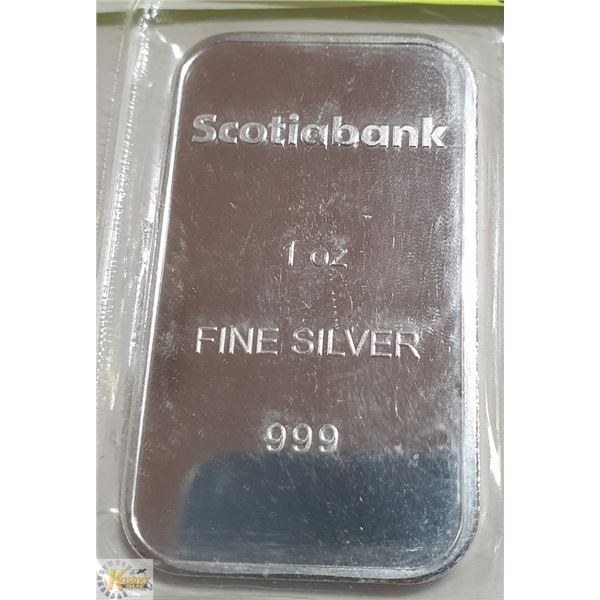 Scotiabank
1 oz
FINE SILVER
999